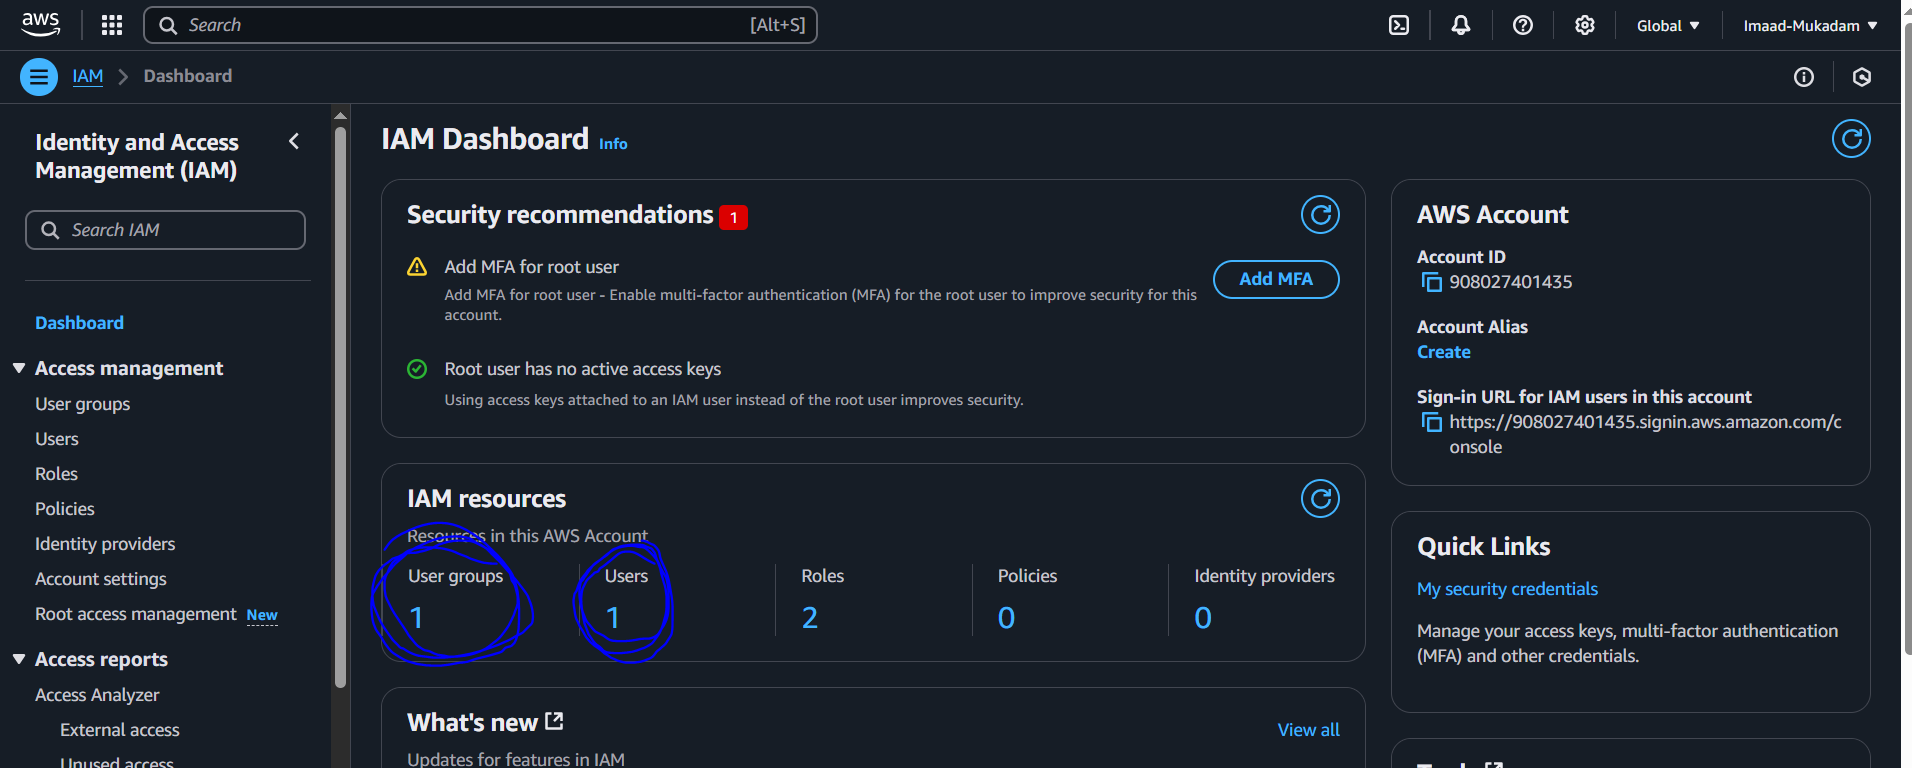 aws
Search [Alt+S]
Global
Imaad-Mukadam
IAM
Dashboard
Identity and Access
Management (IAM)
Search IAM
Dashboard
Access management
User groups
Users
Roles
Policies
Identity providers
Account settings
Root access management New
Access reports
Access Analyzer
External access
Unused access
IAM Dashboard Info
Security recommendations 1
Add MFA for root user
Add MFA for root user - Enable multi-factor authentication (MFA) for the root user to improve security for this
account.
Add MFA
Root user has no active access keys
Using access keys attached to an IAM user instead of the root user improves security.
IAM resources
Resources in this AWS Account
User groups
1
Users
1
Roles
2
Policies
0
Identity providers
0
What's new
View all
Updates for features in IAM
AWS Account
Account ID
908027401435
Account Alias
Create
Sign-in URL for IAM users in this account
https://908027401435.signin.aws.amazon.com/c
onsole
Quick Links
My security credentials
Manage your access keys, multi-factor authentication
(MFA) and other credentials.